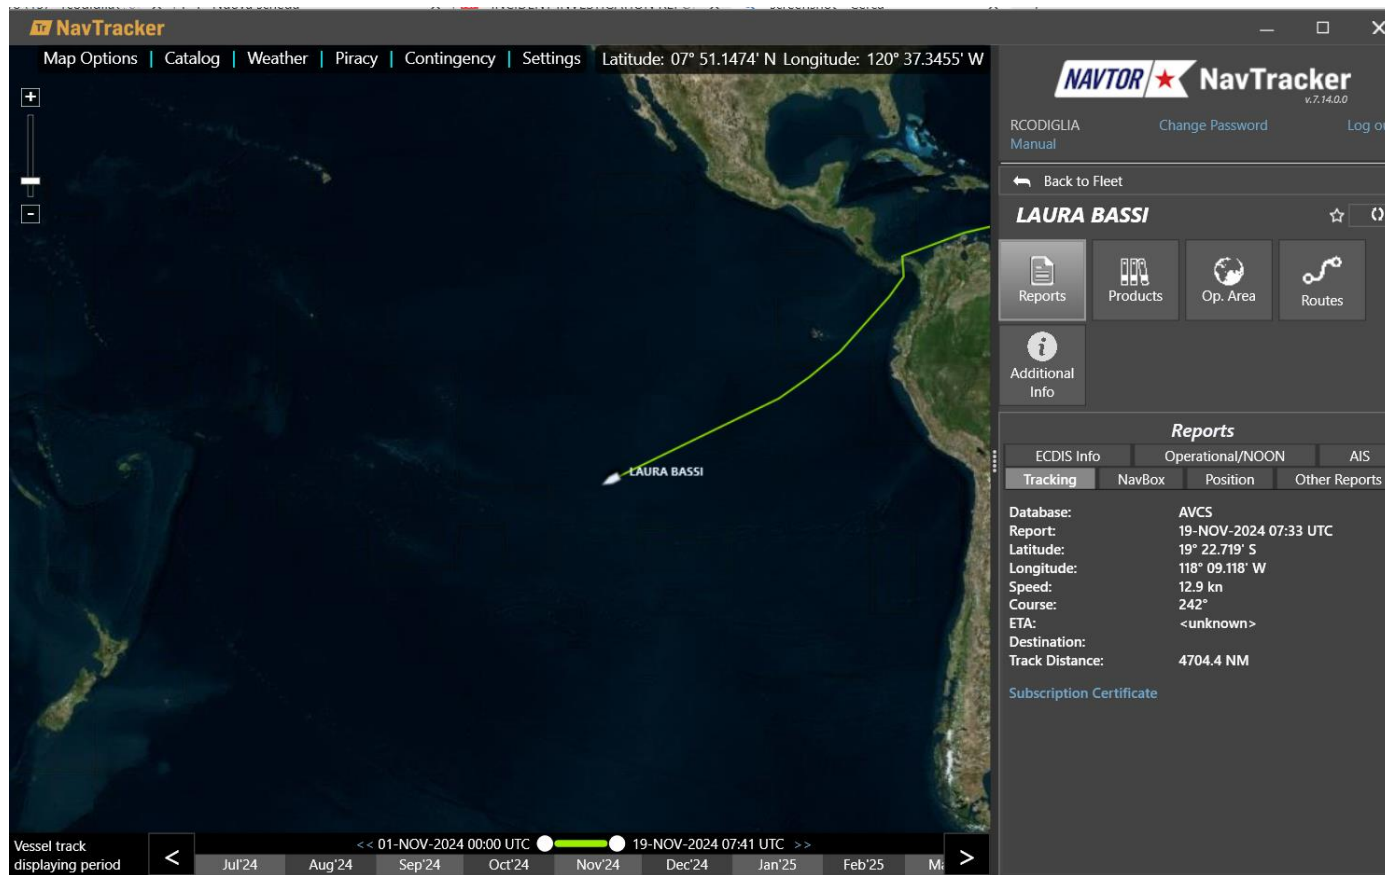 Tr NavTracker
Map Options | Catalog | Weather | Piracy | Contingency | Settings
Latitude: 07° 51.1474' N Longitude: 120° 37.3455' W
LAURA BASSI
Vessel track
displaying period
<< 01-NOV-2024 00:00 UTC
19-NOV-2024 07:41 UTC >>
<
Jul'24 Aug'24 Sep'24 Oct'24 Nov'24 Dec'24 Jan'25 Feb'25
>
NAVTOR NavTracker
v.7.14.0.0
RCODIGLIA Change Password Log
Manual
Back to Fleet
LAURA BASSI
Reports
Products
Op. Area
Routes
i
Additional
Info
Reports
ECDIS Info Operational/NOON AIS
Tracking NavBox Position Other Reports
Database: AVCS
Report: 19-NOV-2024 07:33 UTC
Latitude: 19° 22.719' S
Longitude: 118° 09.118' W
Speed: 12.9 kn
Course: 242°
ETA: <unknown>
Destination:
Track Distance: 4704.4 NM
Subscription Certificate